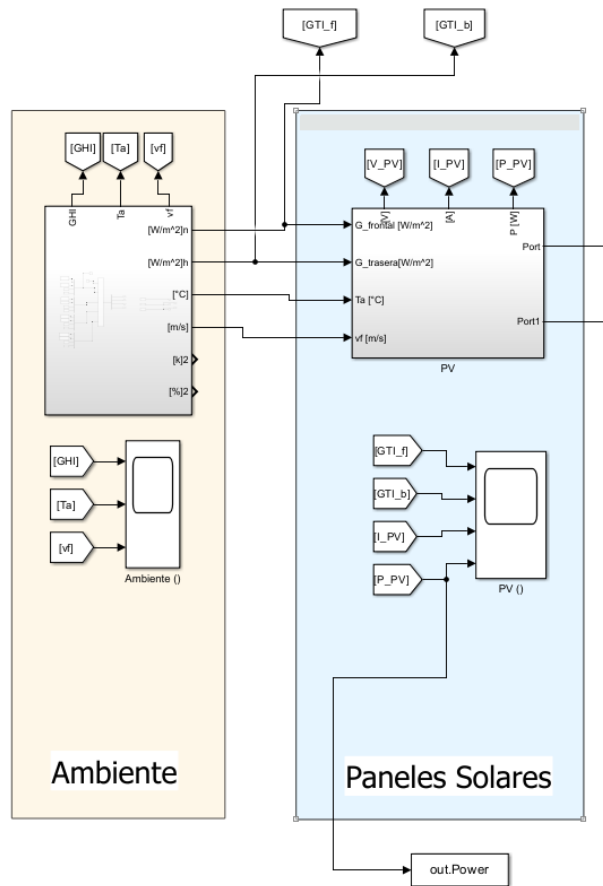 [GTI_f]
[GTI_b]
[GHI]
[Ta]
[vf]
GHI
Ta
vf
[W/m^2]n
[W/m^2]h
[°C]
[m/s]
[k]2
[%]2
[V_PV]
[I_PV]
[P_PV]
[V]
[A]
P [W]
G_frontal [W/m^2]
G_trasera[W/m^2]
Ta [°C]
vf [m/s]
Port
Port1
PV
[GHI]
[Ta]
[vf]
Ambiente ()
[GTI_f]
[GTI_b]
[I_PV]
[P_PV]
PV ()
Ambiente
Paneles Solares
out.Power